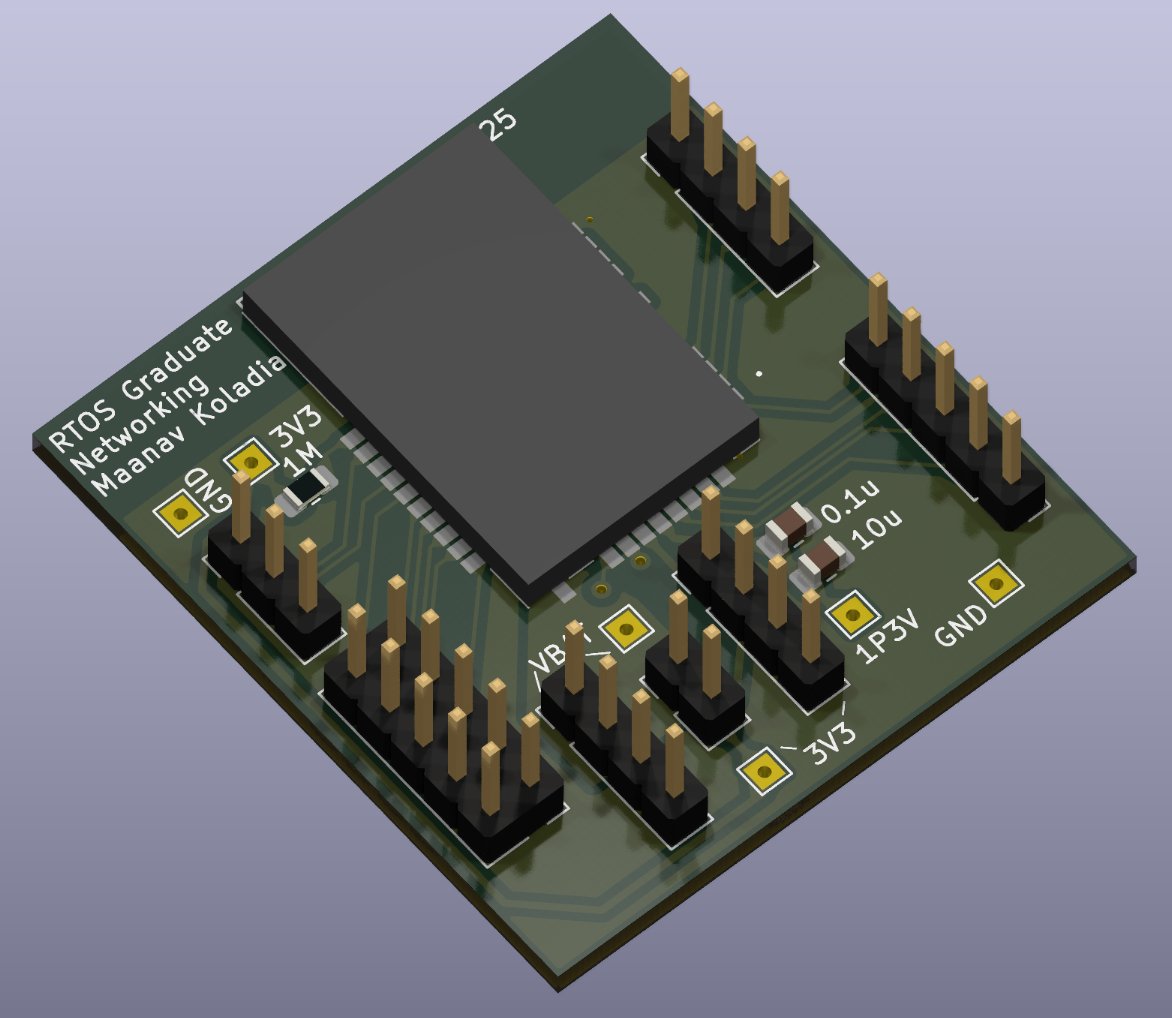 25
RTOS Graduate
Networking
Maanav Koladia
3V3
1M
GND
0.1u
10u
1P3V
GND
3V3